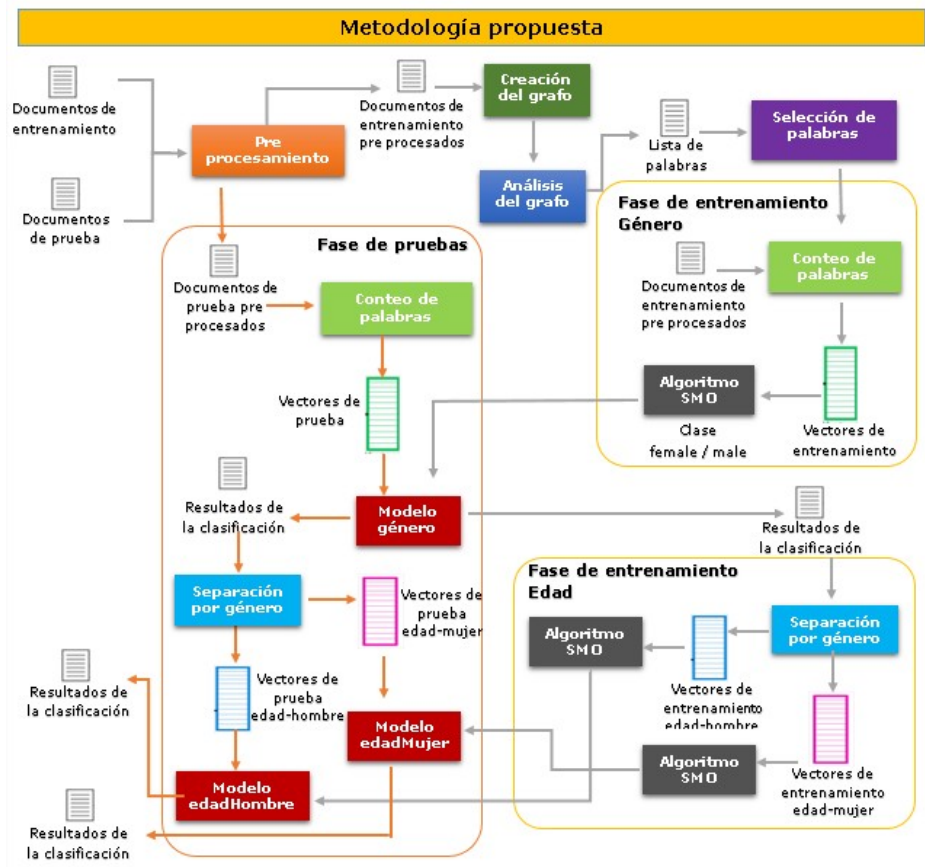 Metodología propuesta
Documentos de
entrenamiento
Documentos
de prueba
Pre
procesamiento
Documentos de
entrenamiento
pre procesados
Creación
del grafo
Análisis
del grafo
Lista de
palabras
Selección de
palabras
Fase de entrenamiento
Género
Documentos de
entrenamiento
pre procesados
Conteo de
palabras
Vectores de
entrenamiento
Algoritmo
SMO
Clase
female / male
Fase de pruebas
Documentos de
prueba pre
procesados
Conteo de
palabras
Vectores de
prueba
Modelo
género
Resultados de
la clasificación
Separación
por género
Vectores de
prueba
edad-mujer
Vectores de
prueba
edad-hombre
Modelo
edadMujer
Modelo
edadHombre
Resultados de
la clasificación
Resultados de
la clasificación
Resultados de
la clasificación
Fase de entrenamiento
Edad
Separación
por género
Algoritmo
SMO
Vectores de
entrenamiento
edad-hombre
Algoritmo
SMO
Vectores de
entrenamiento
edad-mujer